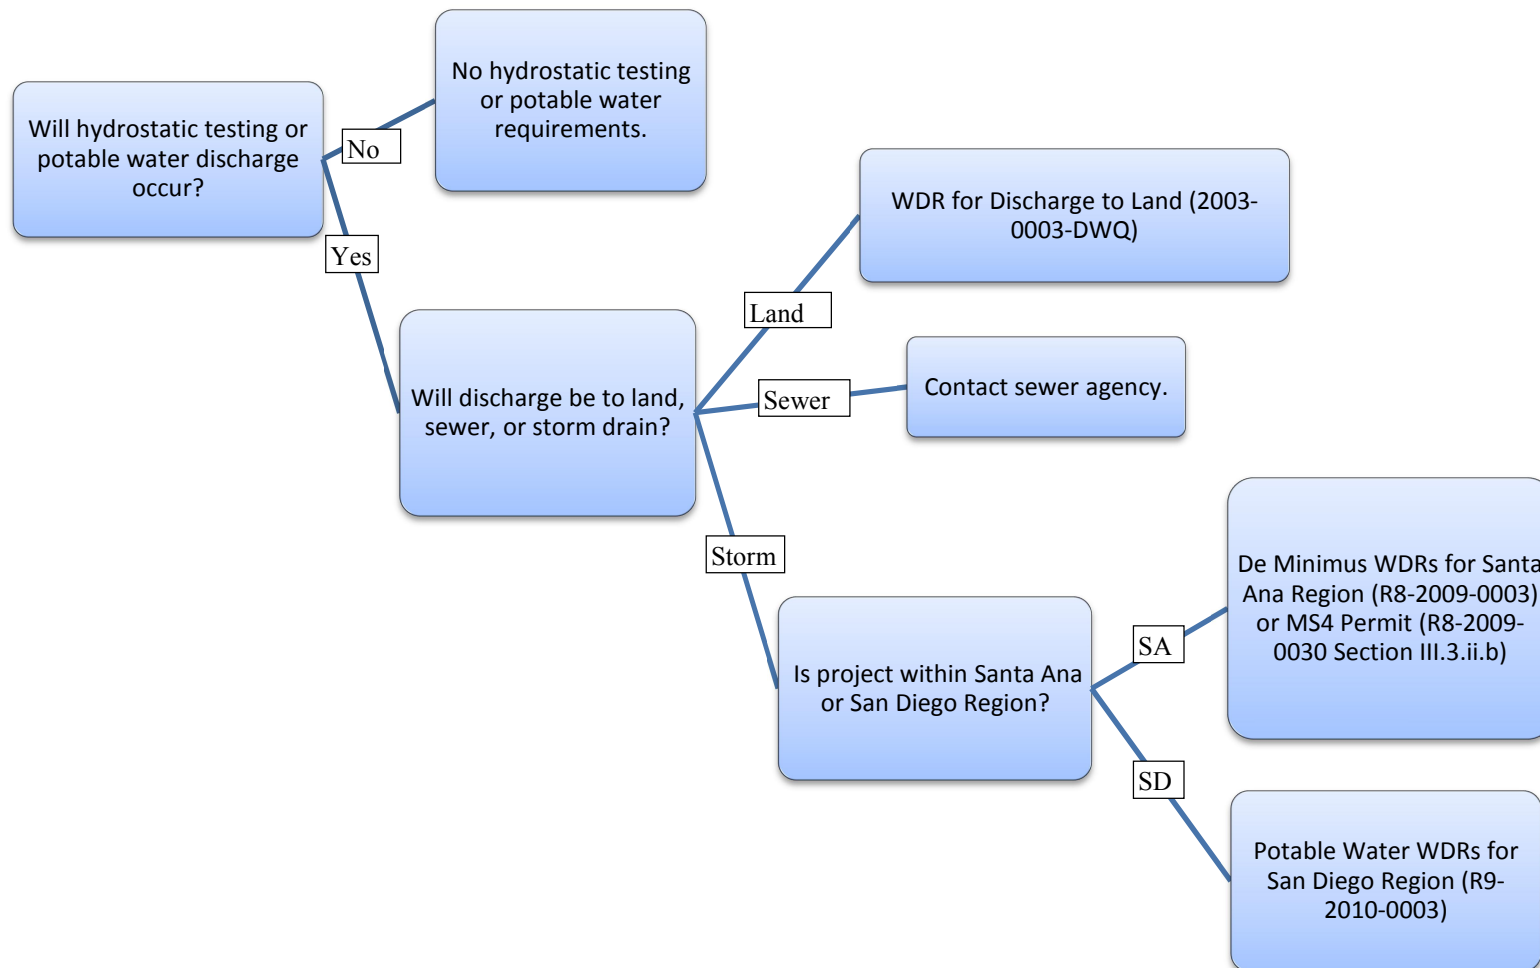 Will hydrostatic testing or
potable water discharge
occur?
No
No hydrostatic testing
or potable water
requirements.
Yes
Will discharge be to land,
sewer, or storm drain?
Land
WDR for Discharge to Land (2003-
0003-DWQ)
Sewer
Contact sewer agency.
Storm
Is project within Santa Ana
or San Diego Region?
SA
De Minimus WDRs for Santa
Ana Region (R8-2009-0003)
or MS4 Permit (R8-2009-
0030 Section III.3.ii.b)
SD
Potable Water WDRs for
San Diego Region (R9-
2010-0003)